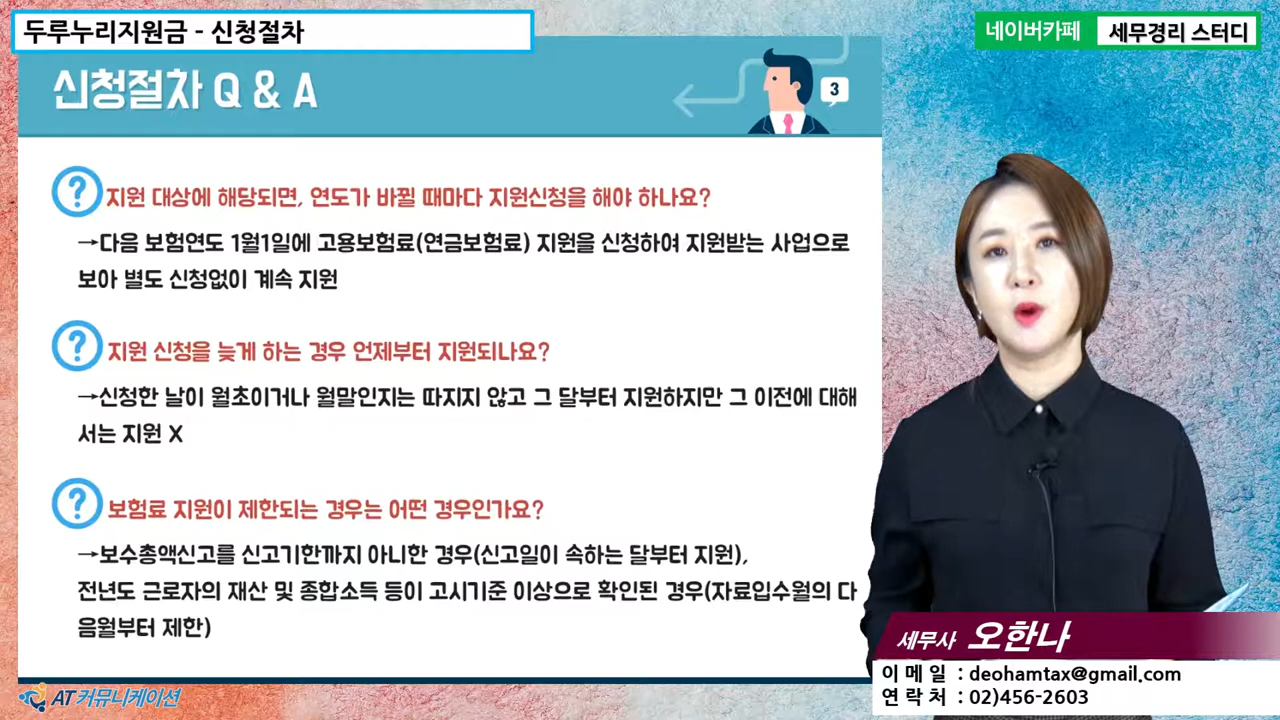 두루누리지원금 - 신청절차
네이버카페 세무경리 스터디
신청절차 Q & A
3
? 지원 대상에 해당되면, 연도가 바뀔 때마다 지원신청을 해야 하나요?
→다음 보험연도 1월1일에 고용보험료(연금보험료) 지원을 신청하여 지원받는 사업으로
보아 별도 신청없이 계속 지원
? 지원 신청을 늦게 하는 경우 언제부터 지원되나요?
→신청한 날이 월초이거나 월말인지는 따지지 않고 그 달부터 지원하지만 그 이전에 대해
서는 지원 X
? 보험료 지원이 제한되는 경우는 어떤 경우인가요?
→보수총액신고를 신고기한까지 아니한 경우(신고일이 속하는 달부터 지원),
전년도 근로자의 재산 및 종합소득 등이 고시기준 이상으로 확인된 경우(자료입수월의 다
음월부터 제한)
세무사 오한나
이 메 일 : deohamtax@gmail.com
연 락 처 : 02)456-2603
AT커뮤니케이션